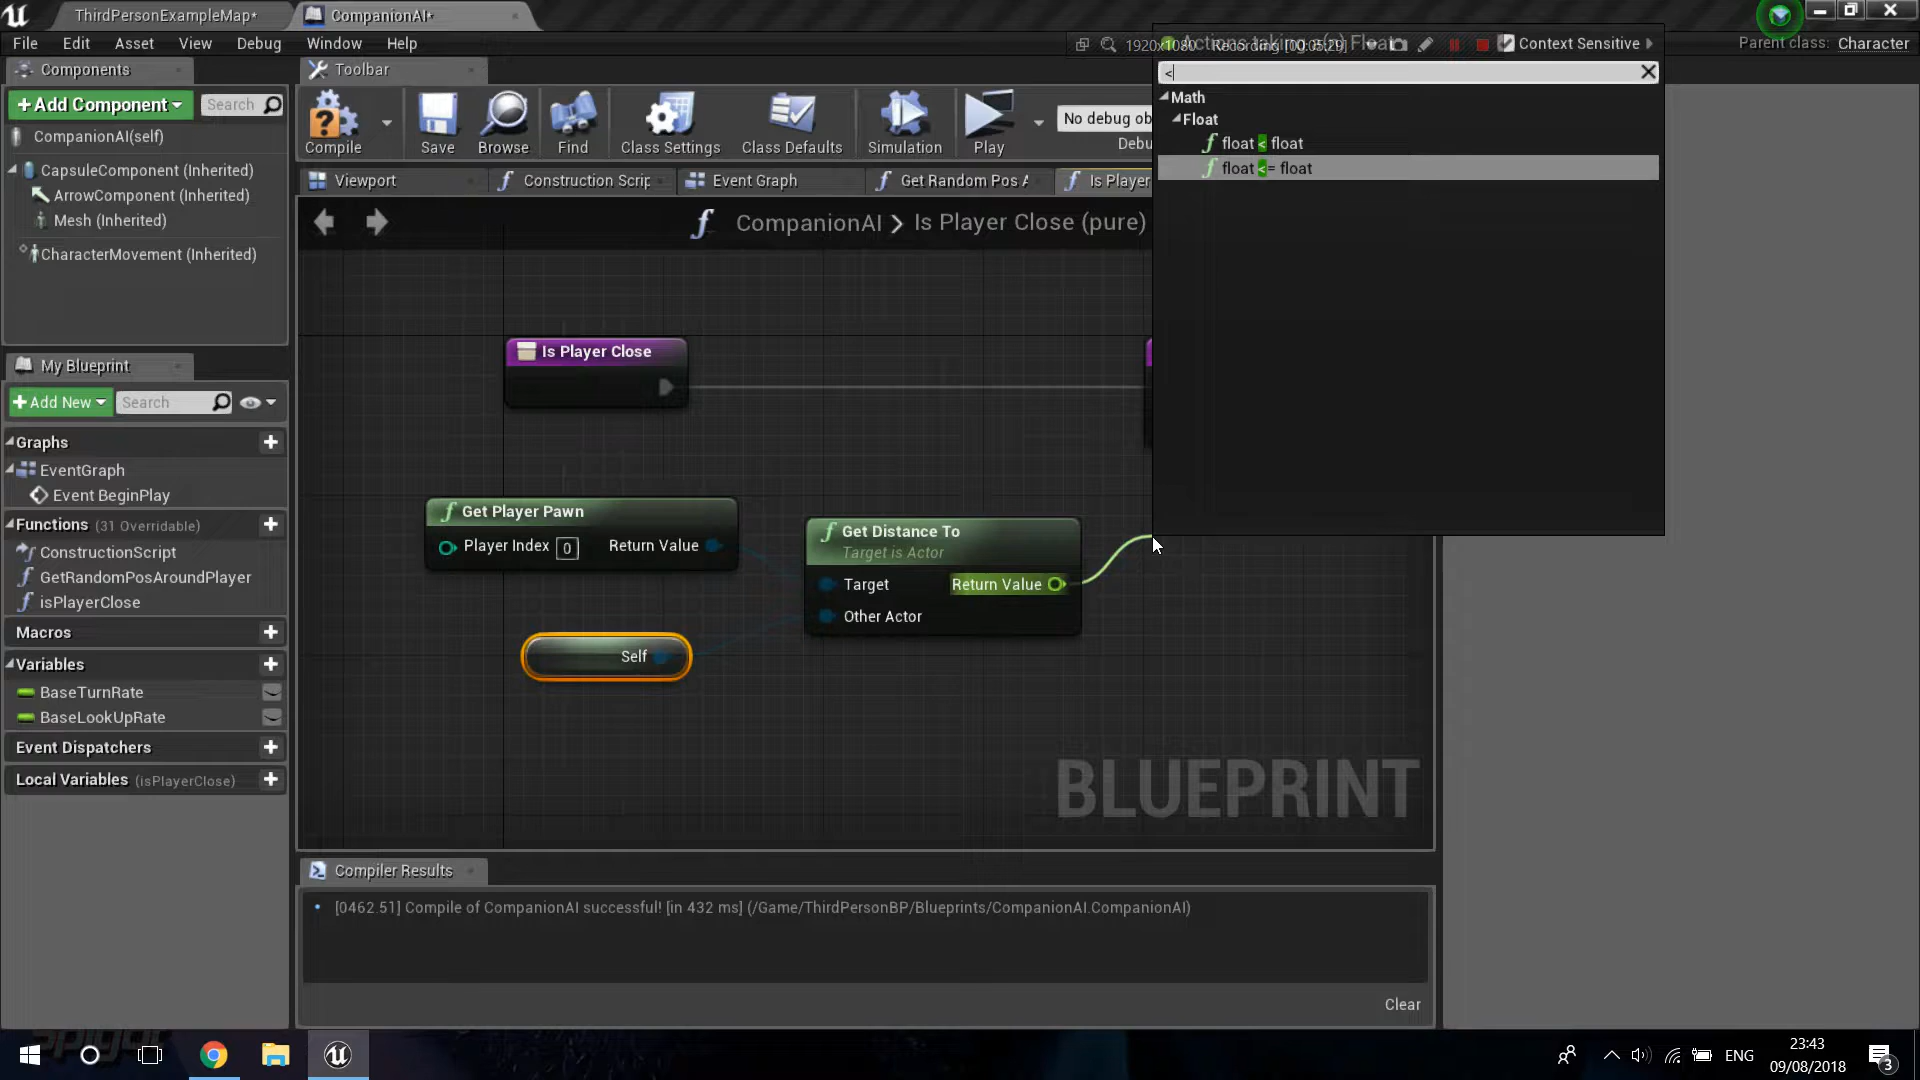 ThirdPersonExampleMap*
CompanionAI*
File Edit Asset View Debug Window Help
1920x1080 Recording [00:05:29]
Context Sensitive
Parent class: Character
Components
Toolbar
<
+Add Component
Search
CompanionAI(self)
CapsuleComponent (Inherited)
ArrowComponent (Inherited)
Mesh (Inherited)
CharacterMovement (Inherited)
Compile
Save
Browse
Find
Class Settings
Class Defaults
Simulation
Play
No debug ob
Debu
Math
Float
float < float
float <= float
Viewport
Construction Scrip
Event Graph
Get Random Pos A
Is Player
CompanionAI > Is Player Close (pure)
My Blueprint
+Add New
Search
Graphs
EventGraph
Event BeginPlay
Functions (31 Overridable)
ConstructionScript
GetRandomPosAroundPlayer
isPlayerClose
Macros
Variables
BaseTurnRate
BaseLookUpRate
Event Dispatchers
Local Variables (isPlayerClose)
Is Player Close
Get Player Pawn
Player Index 0
Return Value
Get Distance To
Target is Actor
Target
Return Value
Other Actor
Self
BLUEPRINT
Compiler Results
[0462.51] Compile of CompanionAI successful! [in 432 ms] (/Game/ThirdPersonBP/Blueprints/CompanionAI.CompanionAI)
Clear
ENG
23:43
09/08/2018
3